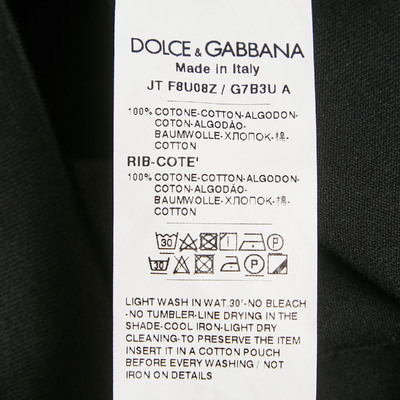 DOLCE & GABBANA
Made in Italy
JT F8U08Z / G7B3U A
100% COTONE-COTTON-ALGODON-
COTON-ALGODÃO-
BAUMWOLLE-ХЛОПОК-棉-
COTTON
RIB-COTE'
100% COTONE-COTTON-ALGODON-
COTON-ALGODÃO-
BAUMWOLLE-ХЛОПОК-棉-
COTTON
30 P
30 P
LIGHT WASH IN WAT.30'-NO BLEACH
-NO TUMBLER-LINE DRYING IN THE
SHADE-COOL IRON-LIGHT DRY
CLEANING-TO PRESERVE THE ITEM
INSERT IT IN A COTTON POUCH
BEFORE EVERY WASHING / NOT
IRON ON DETAILS